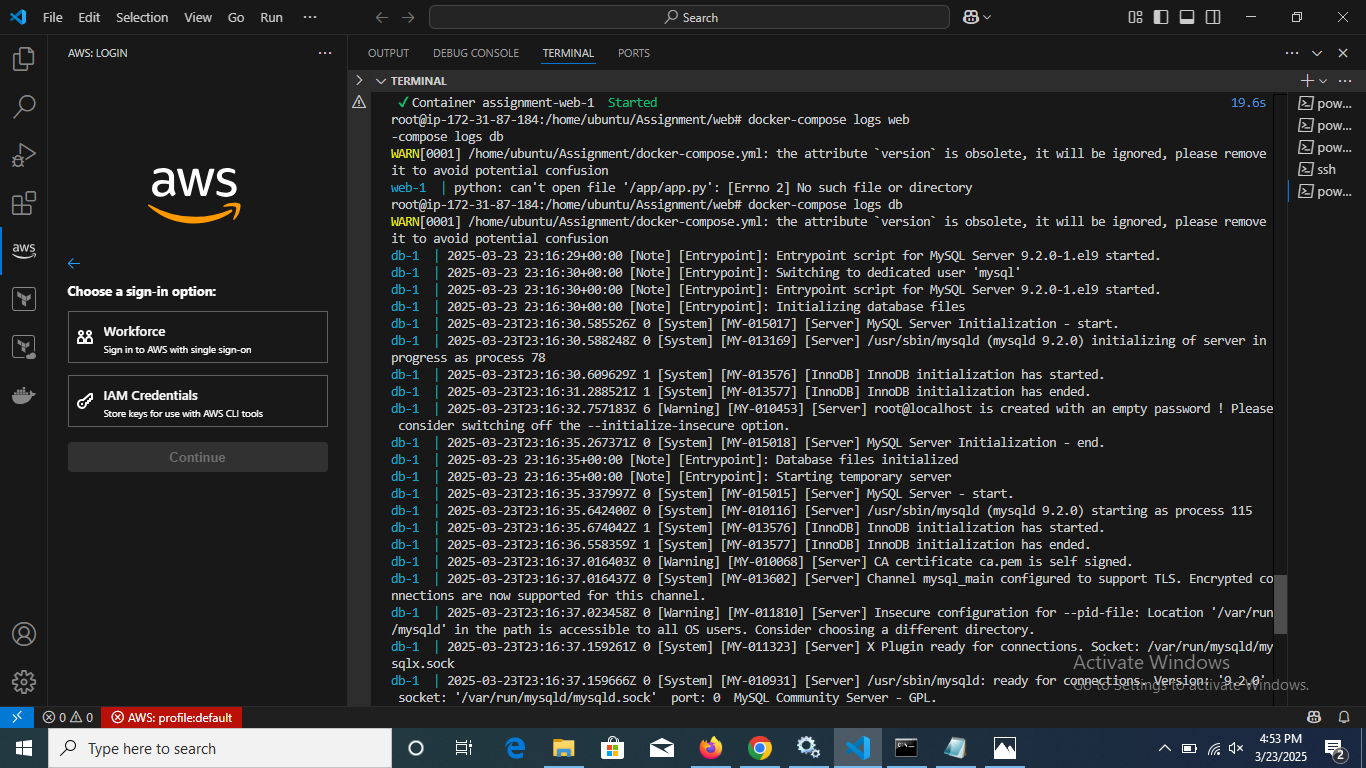 File Edit Selection View Go Run ··· Search
AWS: LOGIN
OUTPUT DEBUG CONSOLE TERMINAL PORTS
TERMINAL
aws
aws
Choose a sign-in option:
Workforce
Sign in to AWS with single sign-on
IAM Credentials
Store keys for use with AWS CLI tools
Continue
✔Container assignment-web-1 Started 19.6s
root@ip-172-31-87-184:/home/ubuntu/Assignment/web# docker-compose logs web
-compose logs db
WARN[0001] /home/ubuntu/Assignment/docker-compose.yml: the attribute `version` is obsolete, it will be ignored, please remove
it to avoid potential confusion
web-1 | python: can't open file '/app/app.py': [Errno 2] No such file or directory
root@ip-172-31-87-184:/home/ubuntu/Assignment/web# docker-compose logs db
WARN[0001] /home/ubuntu/Assignment/docker-compose.yml: the attribute `version` is obsolete, it will be ignored, please remove
it to avoid potential confusion
db-1 | 2025-03-23 23:16:29+00:00 [Note] [Entrypoint]: Entrypoint script for MySQL Server 9.2.0-1.el9 started.
db-1 | 2025-03-23 23:16:30+00:00 [Note] [Entrypoint]: Switching to dedicated user 'mysql'
db-1 | 2025-03-23 23:16:30+00:00 [Note] [Entrypoint]: Entrypoint script for MySQL Server 9.2.0-1.el9 started.
db-1 | 2025-03-23 23:16:30+00:00 [Note] [Entrypoint]: Initializing database files
db-1 | 2025-03-23T23:16:30.585526Z 0 [System] [MY-015017] [Server] MySQL Server Initialization - start.
db-1 | 2025-03-23T23:16:30.588248Z 0 [System] [MY-013169] [Server] /usr/sbin/mysqld (mysqld 9.2.0) initializing of server in
progress as process 78
db-1 | 2025-03-23T23:16:30.609629Z 1 [System] [MY-013576] [InnoDB] InnoDB initialization has started.
db-1 | 2025-03-23T23:16:31.288521Z 1 [System] [MY-013577] [InnoDB] InnoDB initialization has ended.
db-1 | 2025-03-23T23:16:32.757183Z 6 [Warning] [MY-010453] [Server] root@localhost is created with an empty password ! Please
consider switching off the --initialize-insecure option.
db-1 | 2025-03-23T23:16:35.267371Z 0 [System] [MY-015018] [Server] MySQL Server Initialization - end.
db-1 | 2025-03-23 23:16:35+00:00 [Note] [Entrypoint]: Database files initialized
db-1 | 2025-03-23 23:16:35+00:00 [Note] [Entrypoint]: Starting temporary server
db-1 | 2025-03-23T23:16:35.337997Z 0 [System] [MY-015015] [Server] MySQL Server - start.
db-1 | 2025-03-23T23:16:35.642400Z 0 [System] [MY-010116] [Server] /usr/sbin/mysqld (mysqld 9.2.0) starting as process 115
db-1 | 2025-03-23T23:16:35.674042Z 1 [System] [MY-013576] [InnoDB] InnoDB initialization has started.
db-1 | 2025-03-23T23:16:36.558359Z 1 [System] [MY-013577] [InnoDB] InnoDB initialization has ended.
db-1 | 2025-03-23T23:16:37.016403Z 0 [Warning] [MY-010068] [Server] CA certificate ca.pem is self signed.
db-1 | 2025-03-23T23:16:37.016437Z 0 [System] [MY-013602] [Server] Channel mysql_main configured to support TLS. Encrypted co
nnections are now supported for this channel.
db-1 | 2025-03-23T23:16:37.023458Z 0 [Warning] [MY-011810] [Server] Insecure configuration for --pid-file: Location '/var/run
/mysqld' in the path is accessible to all OS users. Consider choosing a different directory.
db-1 | 2025-03-23T23:16:37.159261Z 0 [System] [MY-011323] [Server] X Plugin ready for connections. Socket: /var/run/mysqld/my
sqlx.sock
db-1 | 2025-03-23T23:16:37.159666Z 0 [System] [MY-010931] [Server] /usr/sbin/mysqld: ready for connections. Version: '9.2.0'
socket: '/var/run/mysqld/mysqld.sock' port: 0 MySQL Community Server - GPL.
pow...
pow...
pow...
ssh
pow...
Activate Windows
Go to Settings to activate Windows.
0 0 AWS: profile:default
Type here to search
4:53 PM
3/23/2025
2